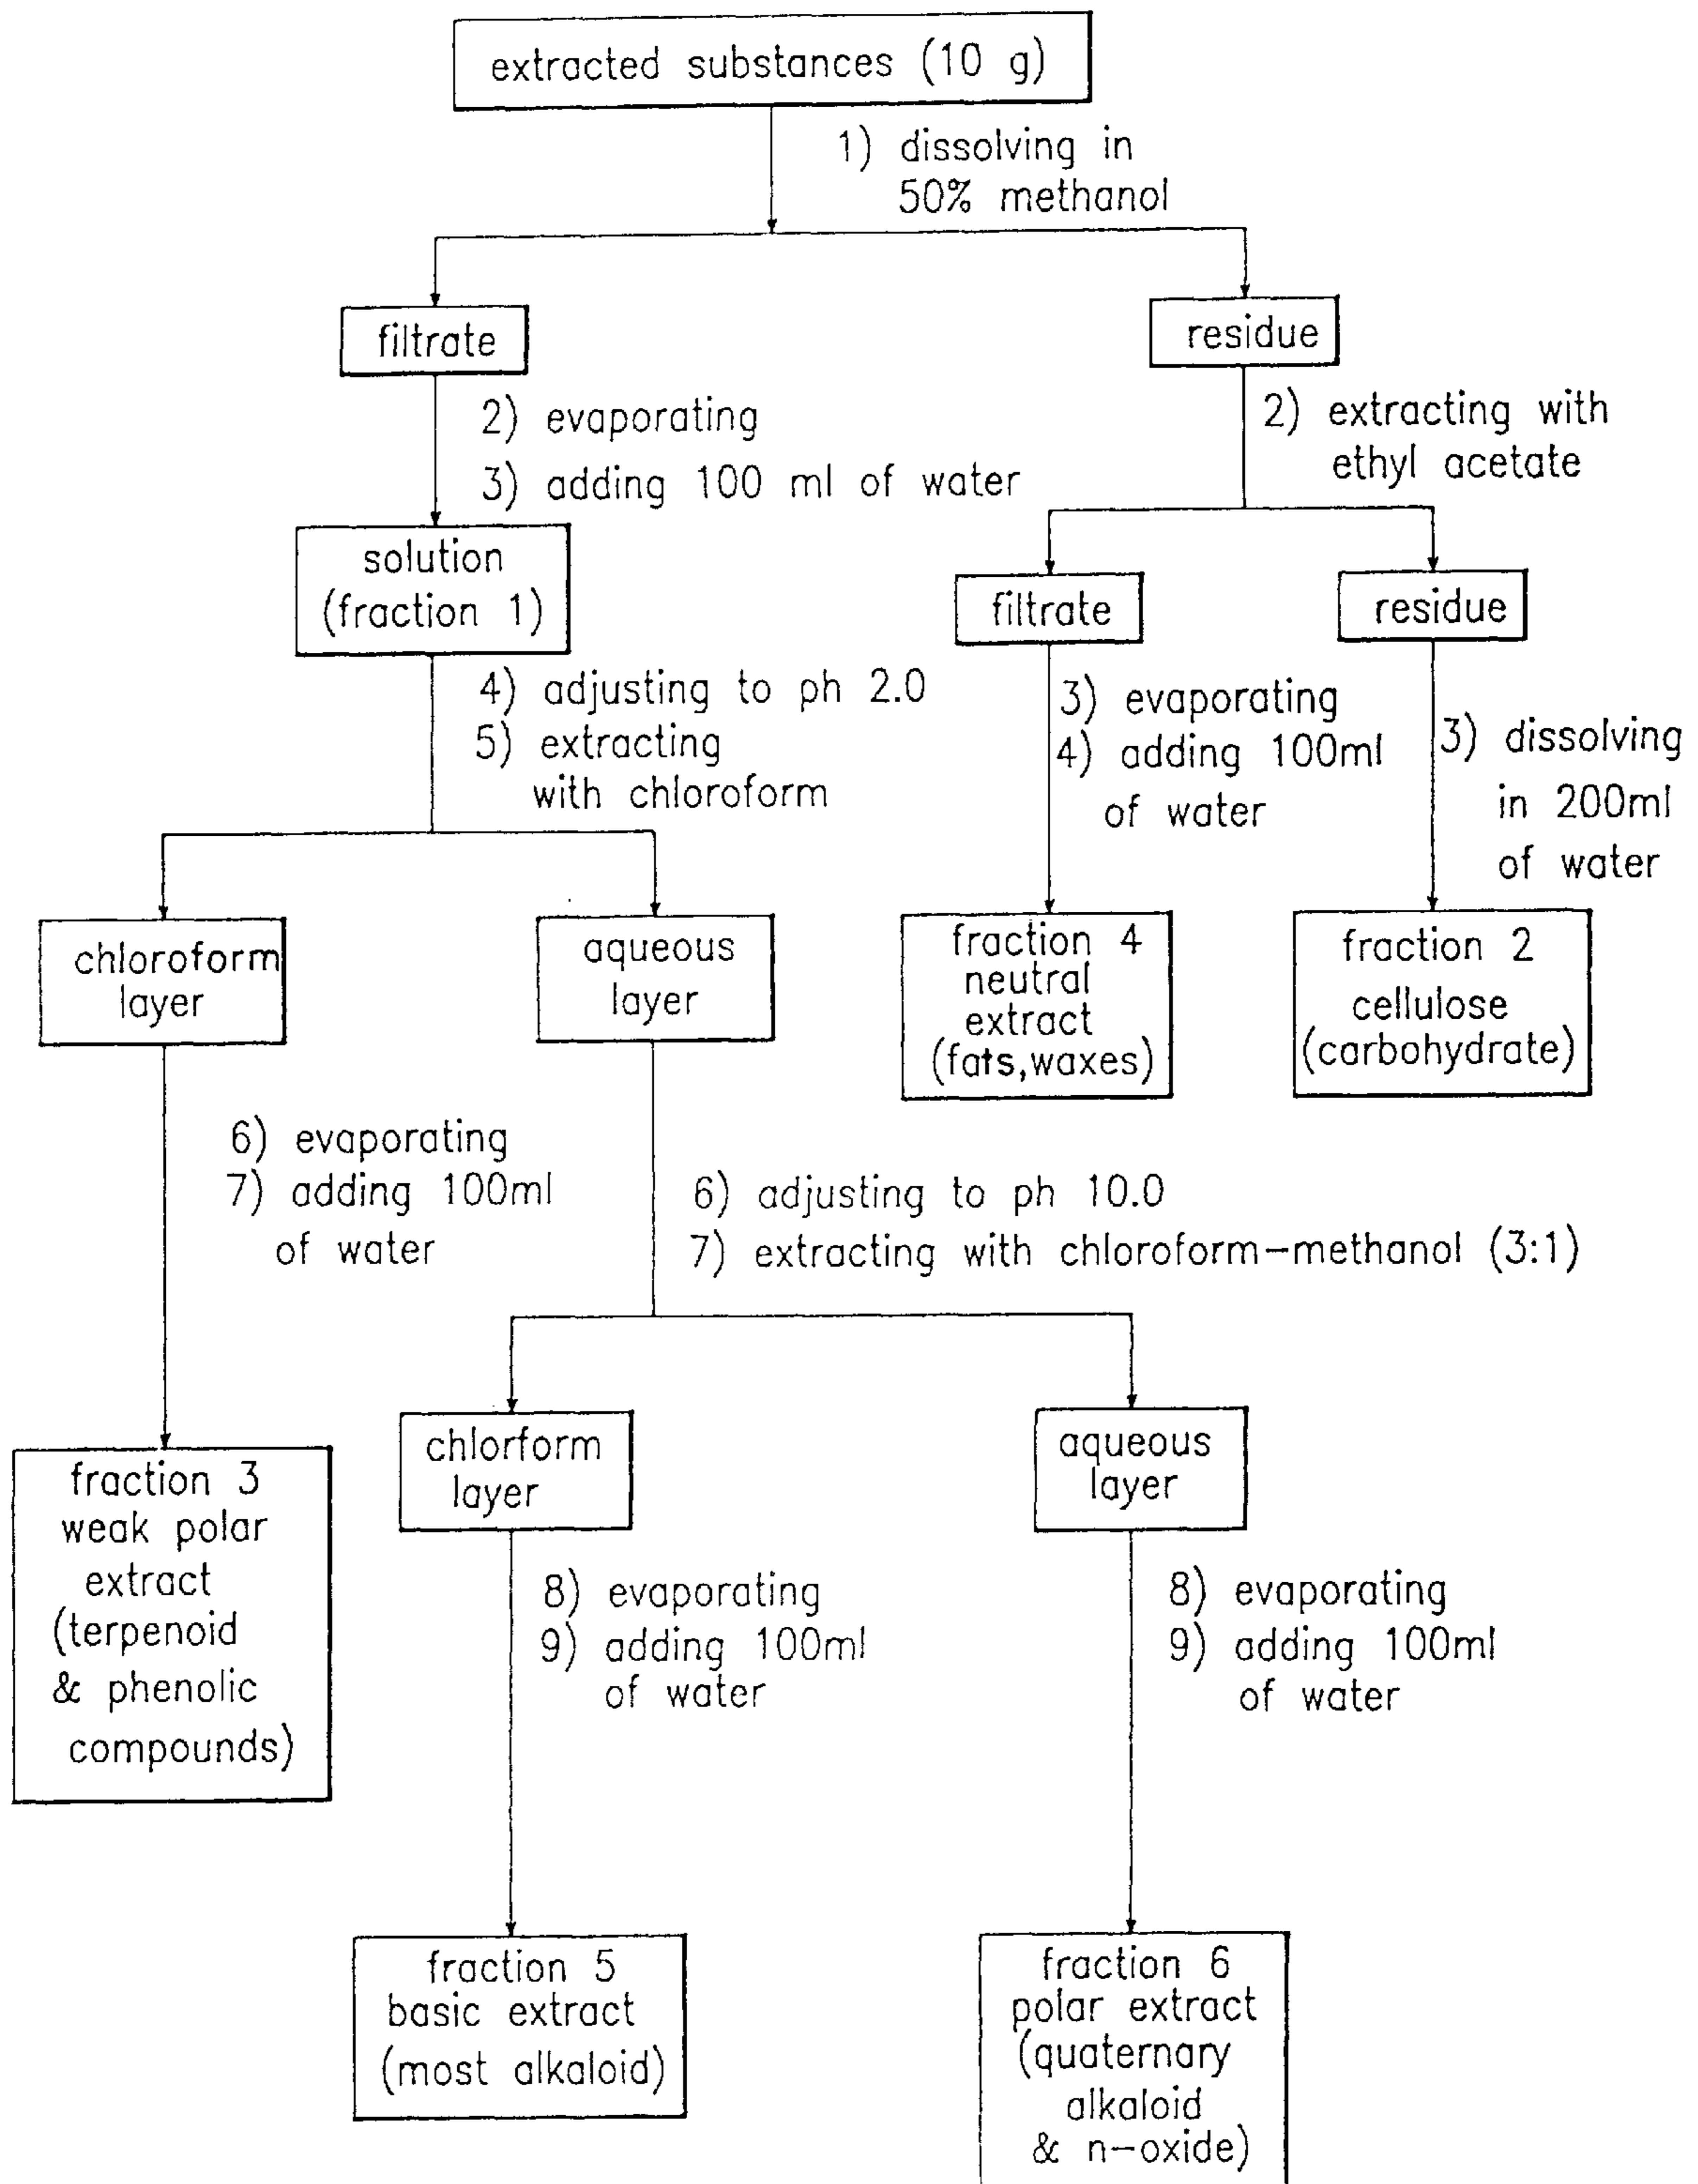 extracted substances (10 g)
1) dissolving in
50% methanol
filtrate
residue
2) evaporating
3) adding 100 ml of water
2) extracting with
ethyl acetate
solution
(fraction 1)
filtrate
residue
4) adjusting to ph 2.0
5) extracting
with chloroform
3) evaporating
4) adding 100ml
of water
3) dissolving
in 200ml
of water
chloroform
layer
aqueous
layer
fraction 4
neutral
extract
(fats,waxes)
fraction 2
cellulose
(carbohydrate)
6) evaporating
7) adding 100ml
of water
6) adjusting to ph 10.0
7) extracting with chloroform-methanol (3:1)
fraction 3
weak polar
extract
(terpenoid
& phenolic
compounds)
chlorform
layer
aqueous
layer
8) evaporating
9) adding 100ml
of water
8) evaporating
9) adding 100ml
of water
fraction 5
basic extract
(most alkaloid)
fraction 6
polar extract
(quaternary
alkaloid
& n-oxide)